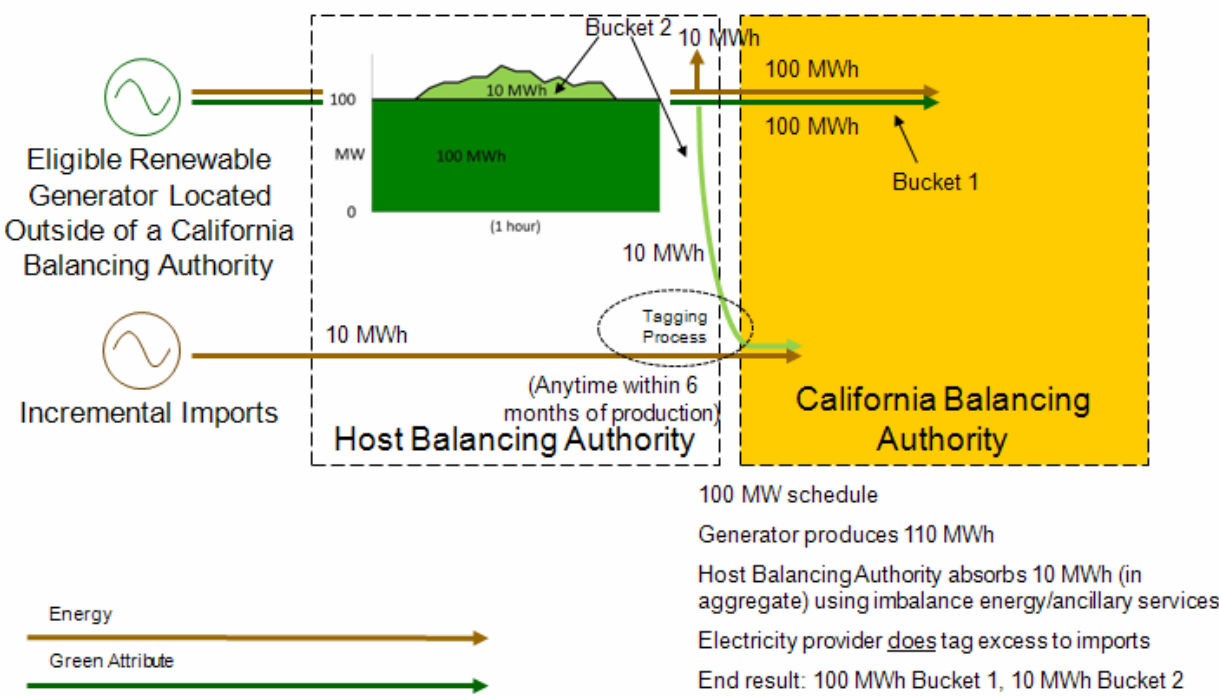 Bucket 2
10 MWh
100 MWh
10 MWh
100
100 MWh
MW
100 MWh
Bucket 1
0
(1 hour)
Eligible Renewable
Generator Located
Outside of a California
Balancing Authority
10 MWh
Tagging
Process
10 MWh
Incremental Imports
(Anytime within 6
months of production)
Host Balancing Authority
California Balancing
Authority
100 MW schedule
Generator produces 110 MWh
Host Balancing Authority absorbs 10 MWh (in
aggregate) using imbalance energy/ancillary services
Electricity provider does tag excess to imports
End result: 100 MWh Bucket 1, 10 MWh Bucket 2
Energy
Green Attribute